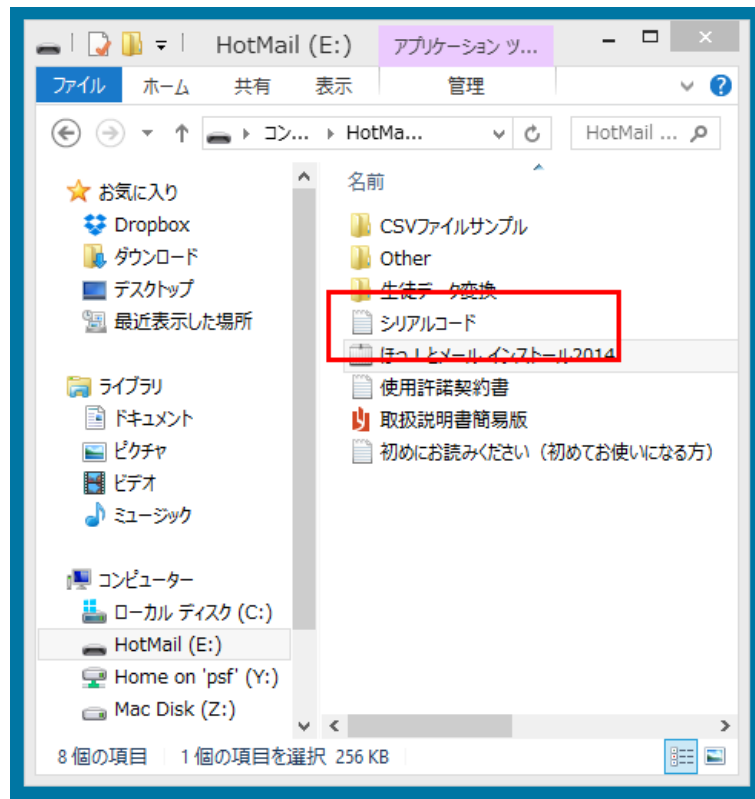 HotMail (E:)
アプリケーション ツ...
ファイル ホーム 共有 表示 管理
コン... HotMa...
HotMail ...
お気に入り
Dropbox
ダウンロード
デスクトップ
最近表示した場所
ライブラリ
ドキュメント
ピクチャ
ビデオ
ミュージック
コンピューター
ローカル ディスク (C:)
HotMail (E:)
Home on 'psf' (Y:)
Mac Disk (Z:)
名前
CSVファイルサンプル
Other
生徒データ変換
シリアルコード
ほっ!とメール インストール2014
使用許諾契約書
取扱説明書簡易版
初めにお読みください（初めてお使いになる方）
8 個の項目 1 個の項目を選択 256 KB